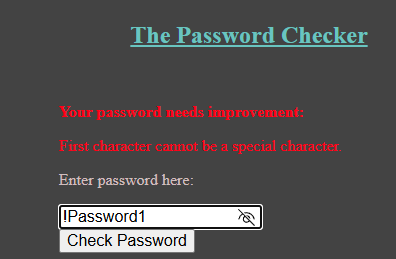 The Password Checker
Your password needs improvement:
First character cannot be a special character.
Enter password here:
!Password1
Check Password